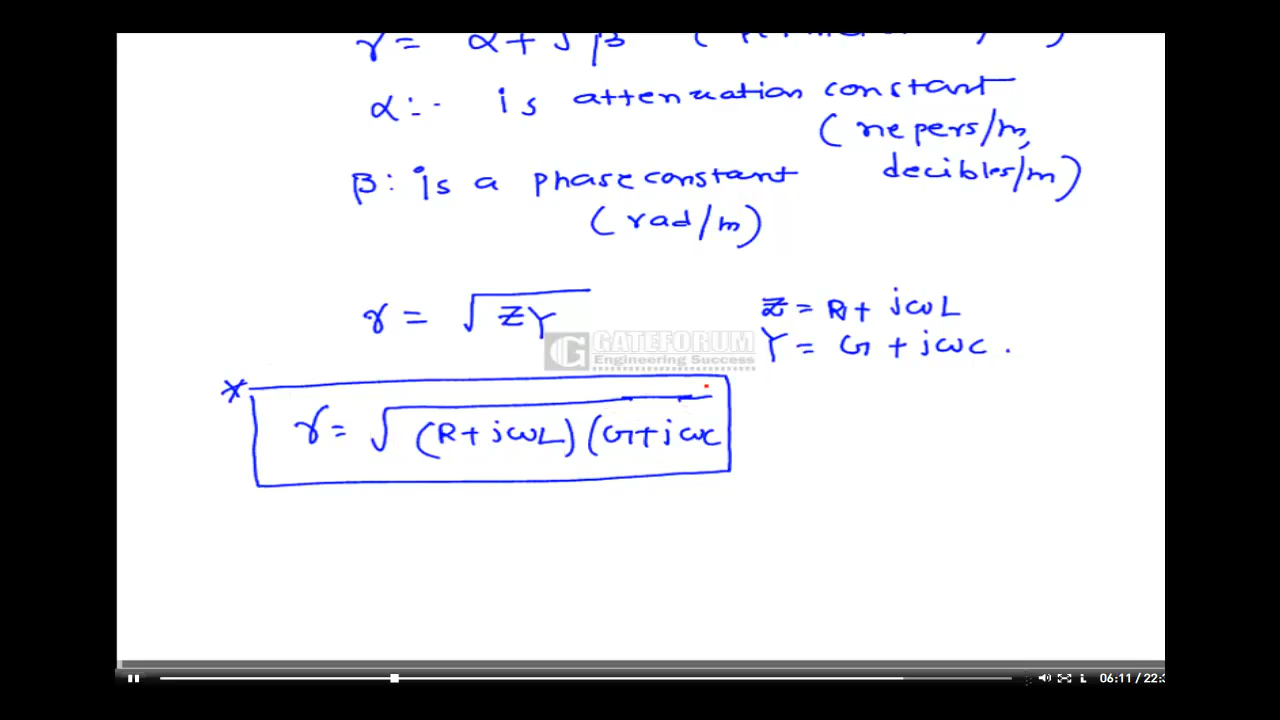 γ = α + j β (
α :- is attenuation constant
(nepers/m,
decibles/m)
β : is a phase constant
(rad/m)
γ = √ZY
Z = R + jωL
Y = G + jωC .
GATEFORUM
Engineering Success
* γ = √(R+jωL)(G+jωC
06:11 / 22: